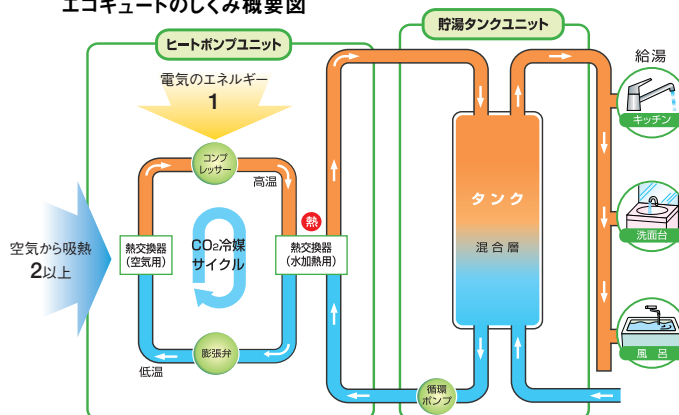 エコキュートのしくみ概要図
ヒートポンプユニット
貯湯タンクユニット
電気のエネルギー
1
給湯
キッチン
コンプ
レッサー
高温
熱
タンク
空気から吸熱
2以上
熱交換器
(空気用)
CO₂冷媒
サイクル
熱交換器
(水加熱用)
混合層
洗面台
膨張弁
低温
風呂
循環
ポンプ